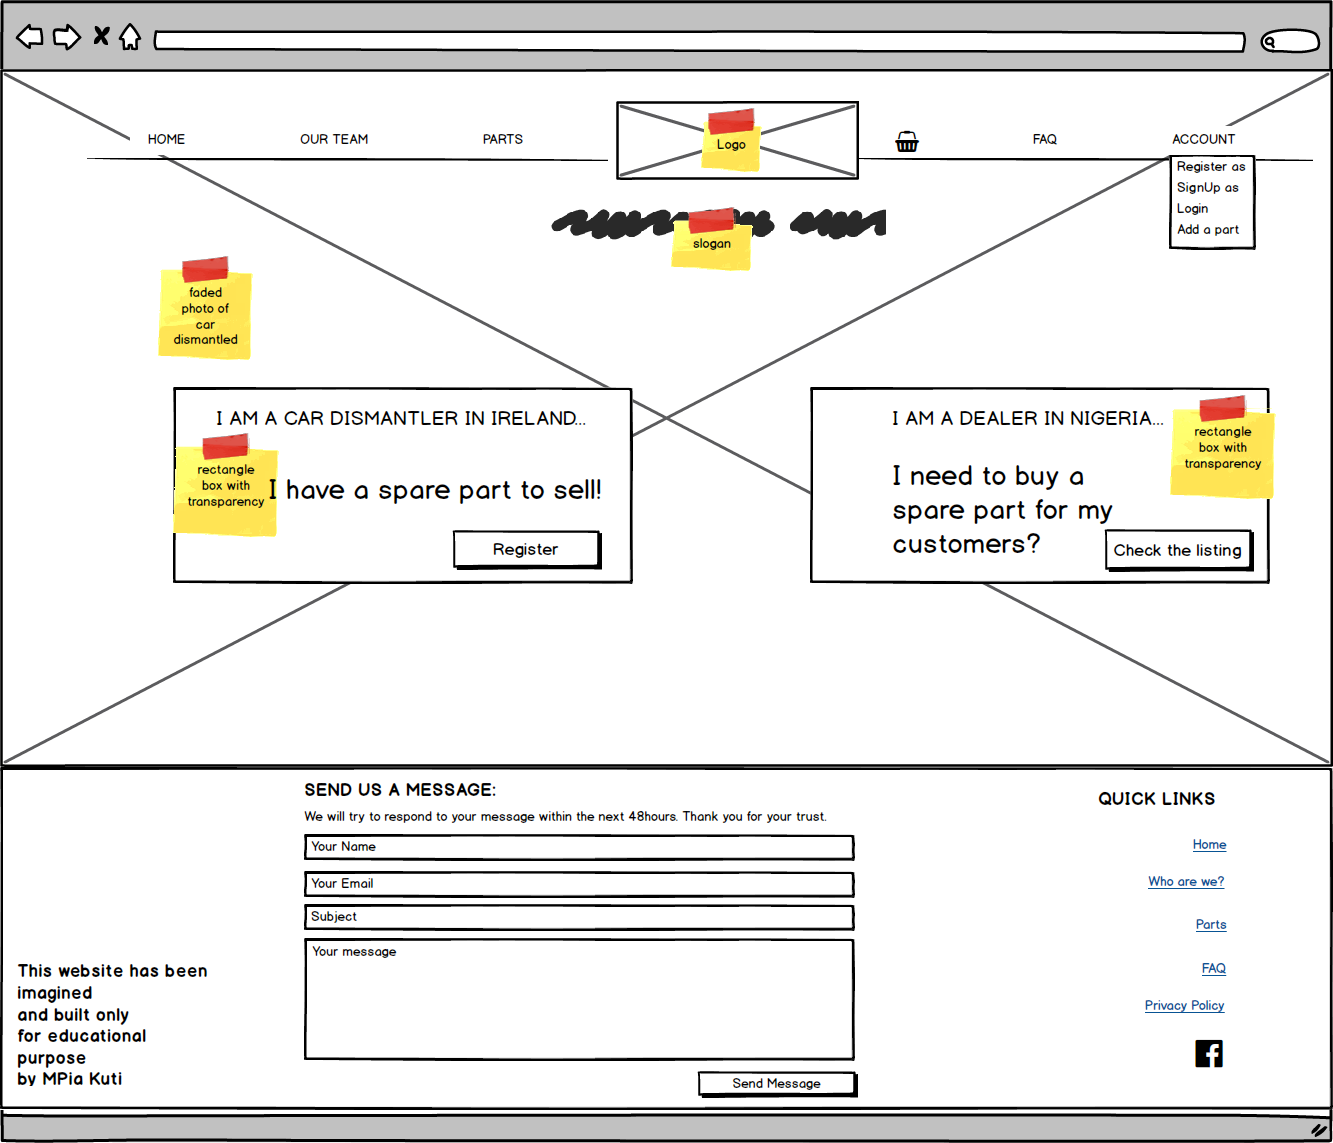 HOME
OUR TEAM
PARTS
Logo
FAQ
ACCOUNT
Register as
SignUp as
Login
Add a part
slogan
faded
photo of
car
dismantled
I AM A CAR DISMANTLER IN IRELAND...
rectangle
box with
transparency
I have a spare part to sell!
Register
I AM A DEALER IN NIGERIA...
rectangle
box with
transparency
I need to buy a
spare part for my
customers?
Check the listing
SEND US A MESSAGE:
We will try to respond to your message within the next 48hours. Thank you for your trust.
Your Name
Your Email
Subject
Your message
Send Message
QUICK LINKS
Home
Who are we?
Parts
FAQ
Privacy Policy
This website has been
imagined
and built only
for educational
purpose
by MPia Kuti